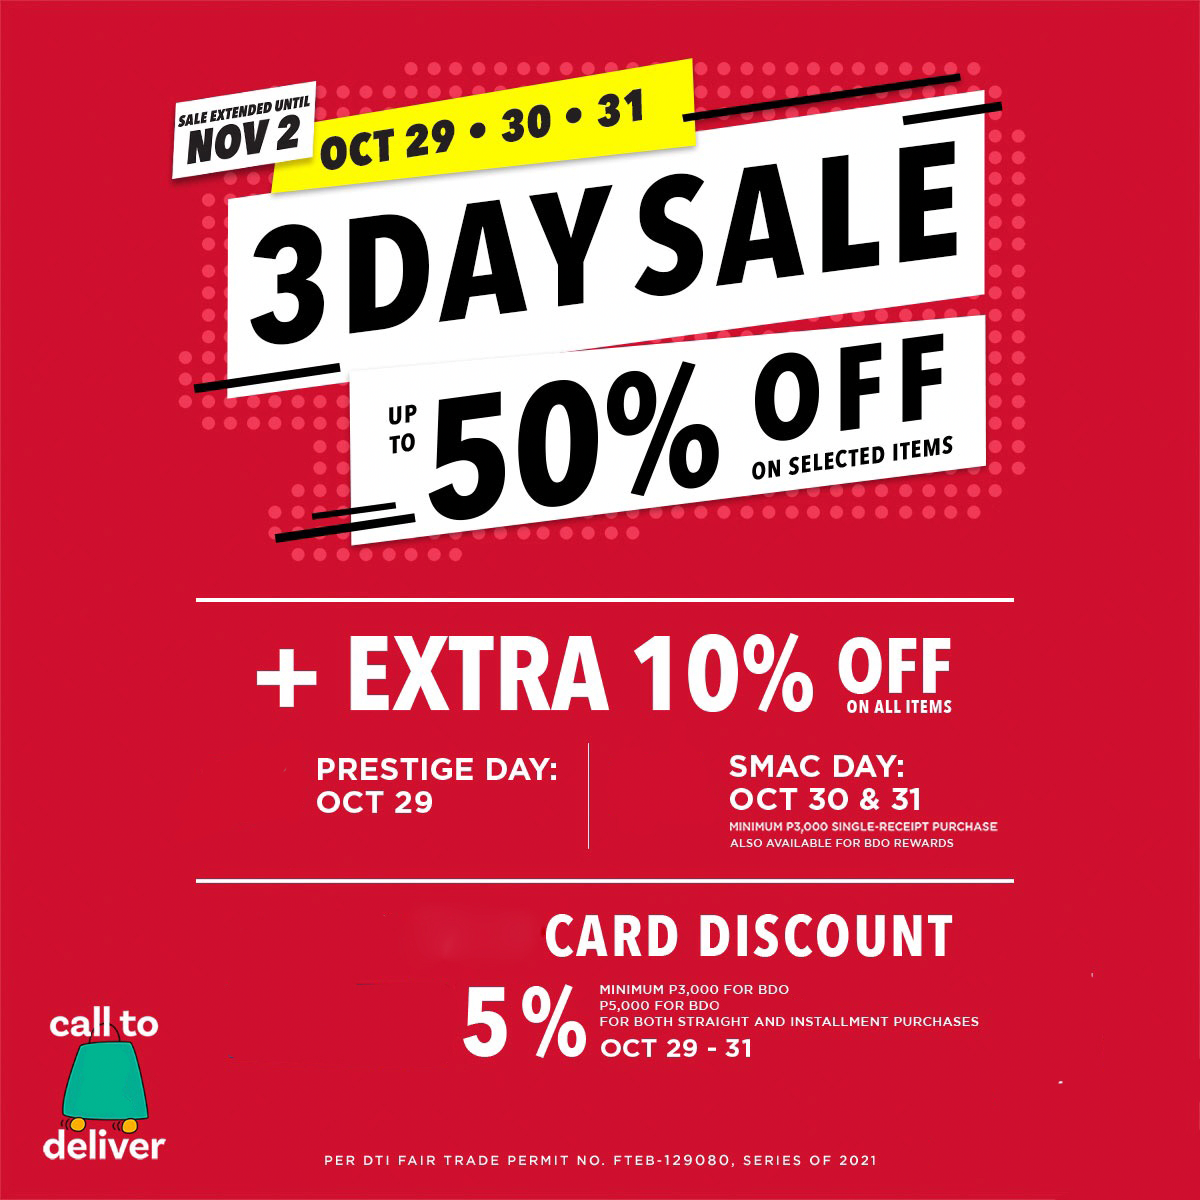 SALE EXTENDED UNTIL
NOV 2
OCT 29 • 30 • 31
3 DAY SALE
UP
TO
50% OFF
ON SELECTED ITEMS
+ EXTRA 10% OFF
ON ALL ITEMS
PRESTIGE DAY:
OCT 29
SMAC DAY:
OCT 30 & 31
MINIMUM P3,000 SINGLE-RECEIPT PURCHASE
ALSO AVAILABLE FOR BDO REWARDS
CARD DISCOUNT
5%
MINIMUM P3,000 FOR BDO
P5,000 FOR BDO
FOR BOTH STRAIGHT AND INSTALLMENT PURCHASES
OCT 29 - 31
call to
deliver
PER DTI FAIR TRADE PERMIT NO. FTEB-129080, SERIES OF 2021